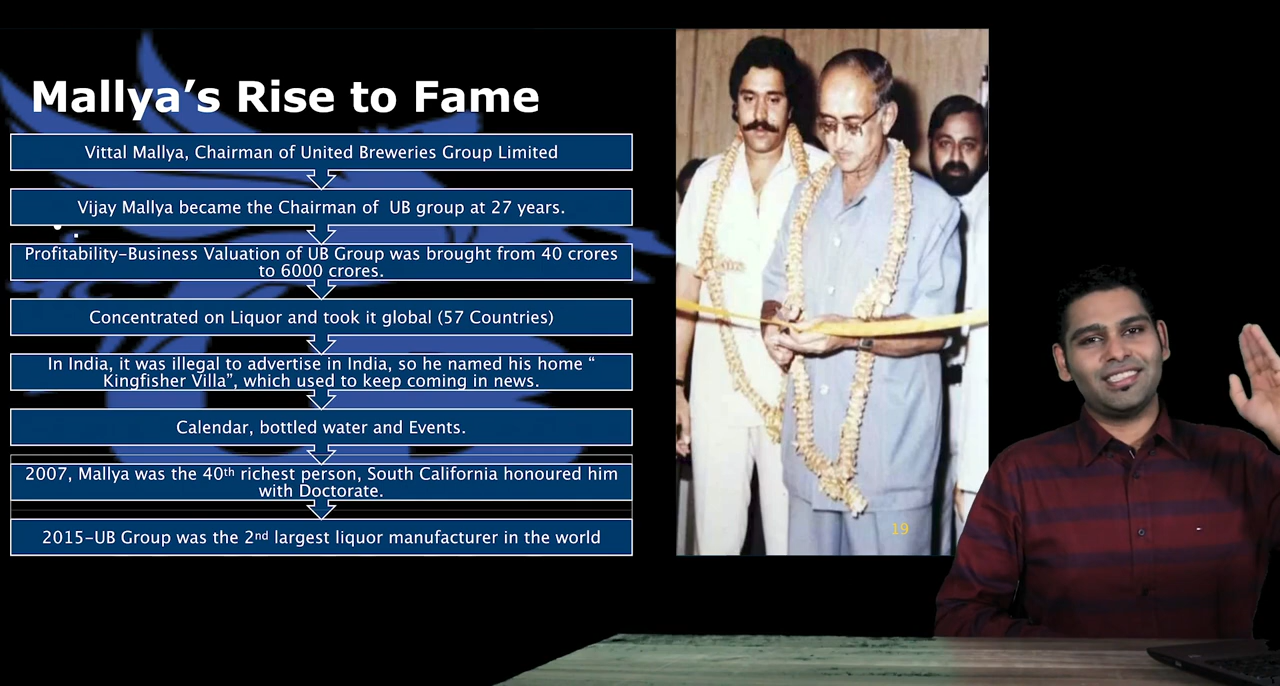 Mallya’s Rise to Fame
Vittal Mallya, Chairman of United Breweries Group Limited
Vijay Mallya became the Chairman of  UB group at 27 years.
Profitability–Business Valuation of UB Group was brought from 40 crores
to 6000 crores.
Concentrated on Liquor and took it global (57 Countries)
In India, it was illegal to advertise in India, so he named his home “
Kingfisher Villa”, which used to keep coming in news.
Calendar, bottled water and Events.
2007, Mallya was the 40th richest person, South California honoured him
with Doctorate.
2015–UB Group was the 2nd largest liquor manufacturer in the world
19